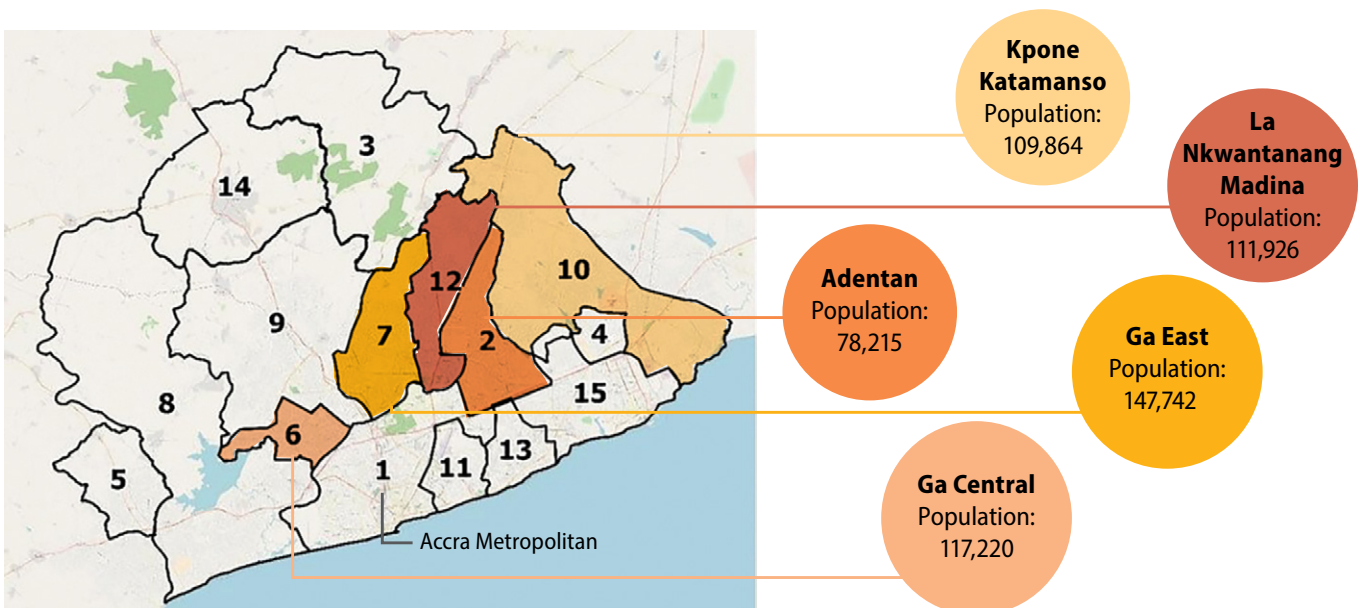 Kpone
Katamanso
Population:
109,864
La
Nkwantanang
Madina
Population:
111,926
Adentan
Population:
78,215
Ga East
Population:
147,742
Ga Central
Population:
117,220
3
14
10
12
9
7
2
4
15
8
6
13
11
1
5
Accra Metropolitan